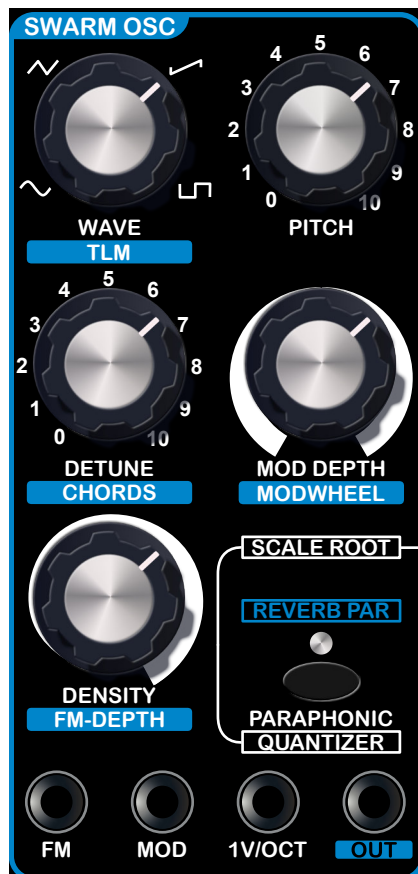 SWARM OSC
WAVE
TLM
0 1 2 3 4 5 6 7 8 9 10
PITCH
0 1 2 3 4 5 6 7 8 9 10
DETUNE
CHORDS
MOD DEPTH
MODWHEEL
DENSITY
FM-DEPTH
SCALE ROOT
REVERB PAR
PARAPHONIC
QUANTIZER
FM
MOD
1V/OCT
OUT